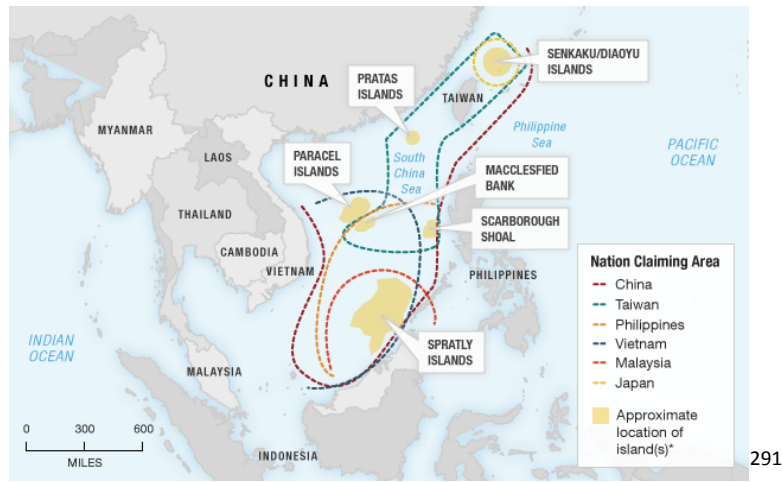 SENKAKU/DIAOYU
ISLANDS
CHINA
PRATAS
ISLANDS
TAIWAN
MYANMAR
Philippine
Sea
PACIFIC
OCEAN
LAOS
PARACEL
ISLANDS
South
China
Sea
MACCLESFIED
BANK
THAILAND
SCARBOROUGH
SHOAL
CAMBODIA
VIETNAM
PHILIPPINES
Nation Claiming Area
China
Taiwan
Philippines
Vietnam
Malaysia
Japan
Approximate
location of
island(s)*
INDIAN
OCEAN
SPRATLY
ISLANDS
MALAYSIA
0 300 600
MILES
INDONESIA
291